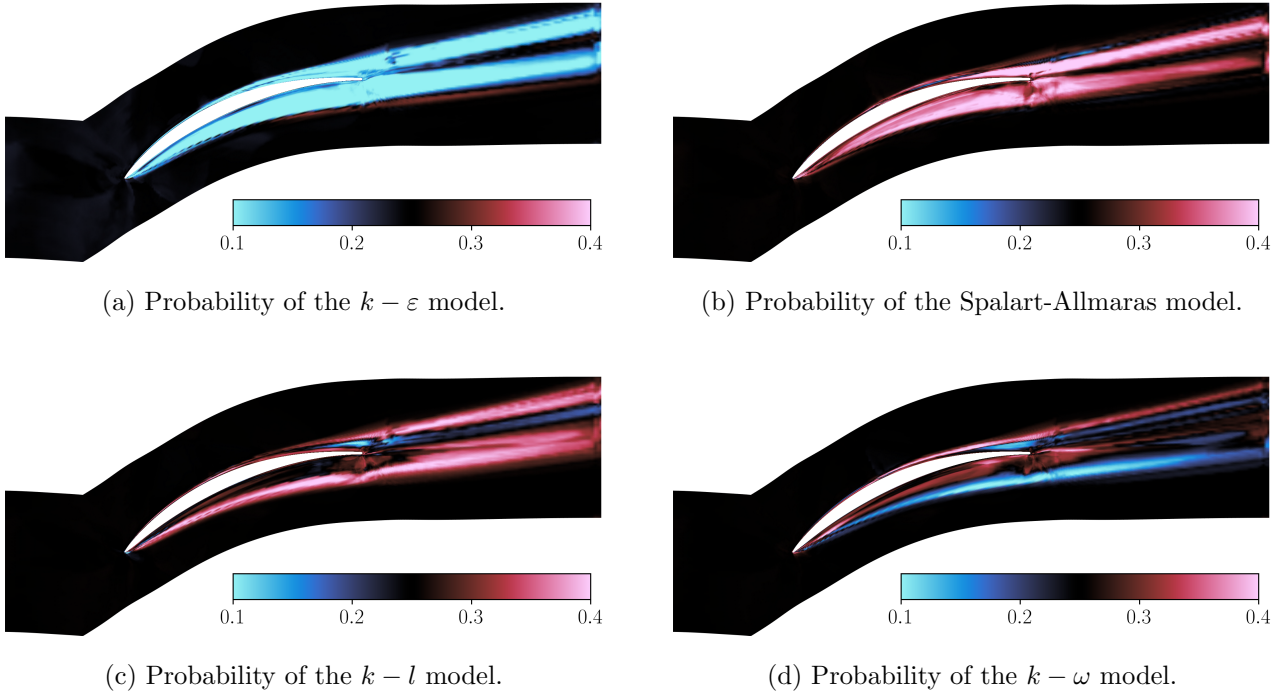 0.1 0.2 0.3 0.4
0.1 0.2 0.3 0.4
(a) Probability of the k − ε model.
(b) Probability of the Spalart-Allmaras model.
0.1 0.2 0.3 0.4
0.1 0.2 0.3 0.4
(c) Probability of the k − l model.
(d) Probability of the k − ω model.